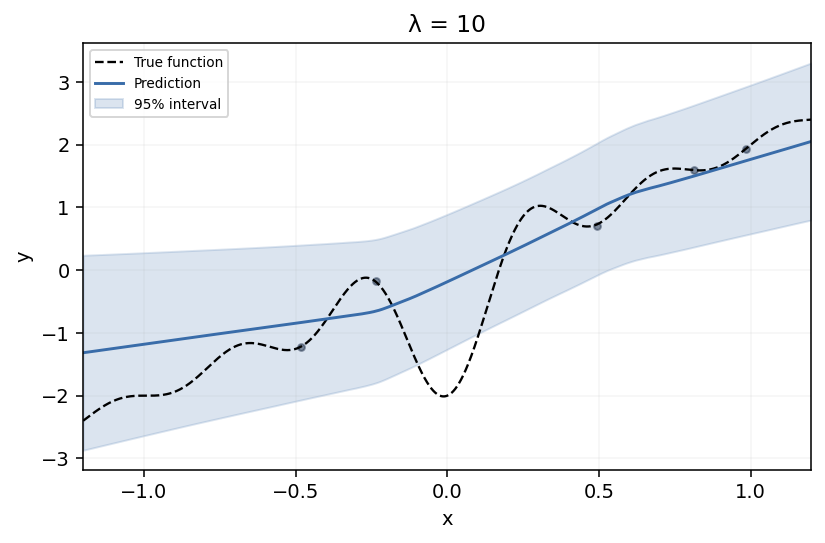 λ = 10
True function
Prediction
95% interval
y
3
2
1
0
−1
−2
−3
−1.0 −0.5 0.0 0.5 1.0
x